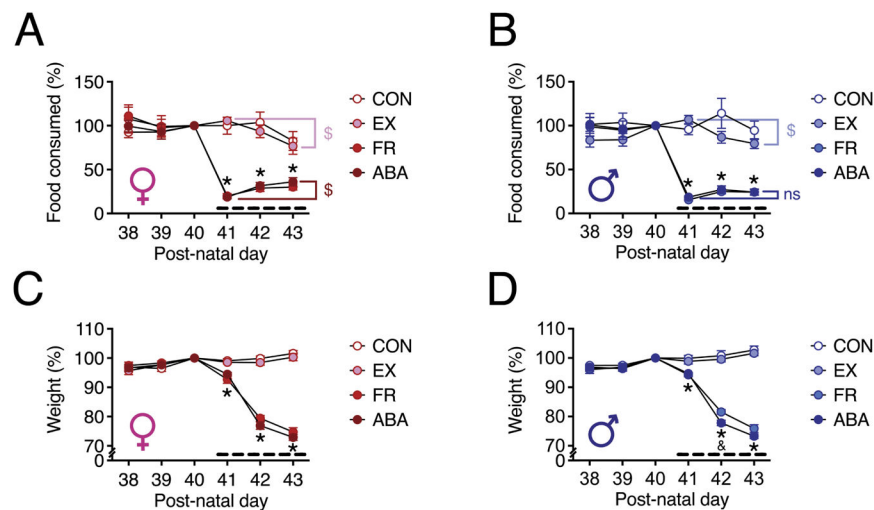 A
Food consumed (%)
150
100
50
0
38 39 40 41 42 43
Post-natal day
* * *
$
$
CON
EX
FR
ABA
B
Food consumed (%)
150
100
50
0
38 39 40 41 42 43
Post-natal day
* * *
$
ns
CON
EX
FR
ABA
C
Weight (%)
110
100
90
80
70
0
38 39 40 41 42 43
Post-natal day
* * *
CON
EX
FR
ABA
D
Weight (%)
110
100
90
80
70
0
38 39 40 41 42 43
Post-natal day
* * *
&
CON
EX
FR
ABA